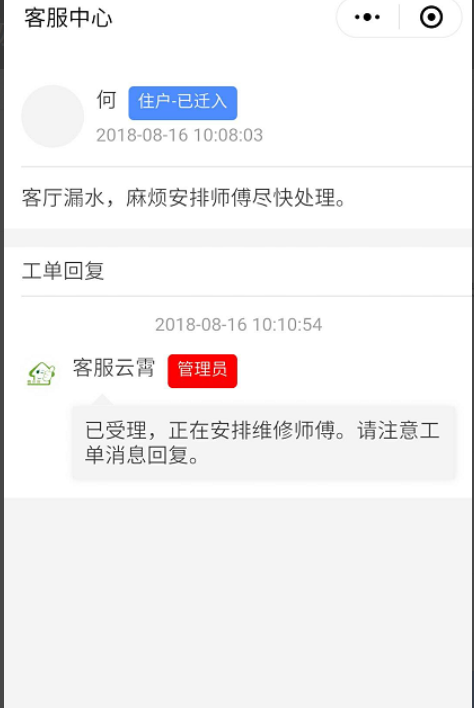 客服中心
何 住户-已迁入
2018-08-16 10:08:03
客厅漏水，麻烦安排师傅尽快处理。
工单回复
2018-08-16 10:10:54
客服云霄 管理员
已受理，正在安排维修师傅。请注意工
单消息回复。